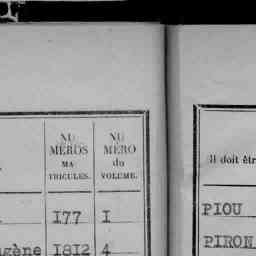 NU
MÉROS
MA
TRICULES.
NU
MÉRO
du
VOLUME.
Il doit êtr
177 I
PIOU
gène 1812 4
PIRON